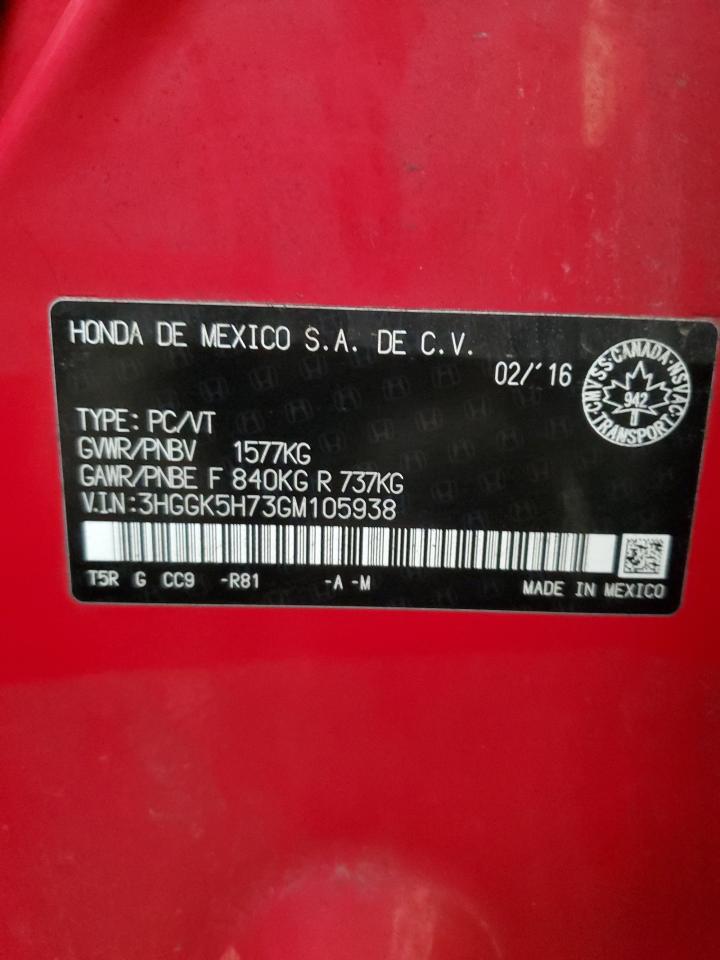 HONDA DE MEXICO S.A. DE C.V.
02/'16
CMVSS·CANADA·NSVAC·TRANSPORT·
942
TYPE: PC/VT
GVWR/PNBV 1577KG
GAWR/PNBE F 840KG R 737KG
V.IN:3HGGK5H73GM105938
T5R G CC9 -R81 -A -M
MADE IN MEXICO